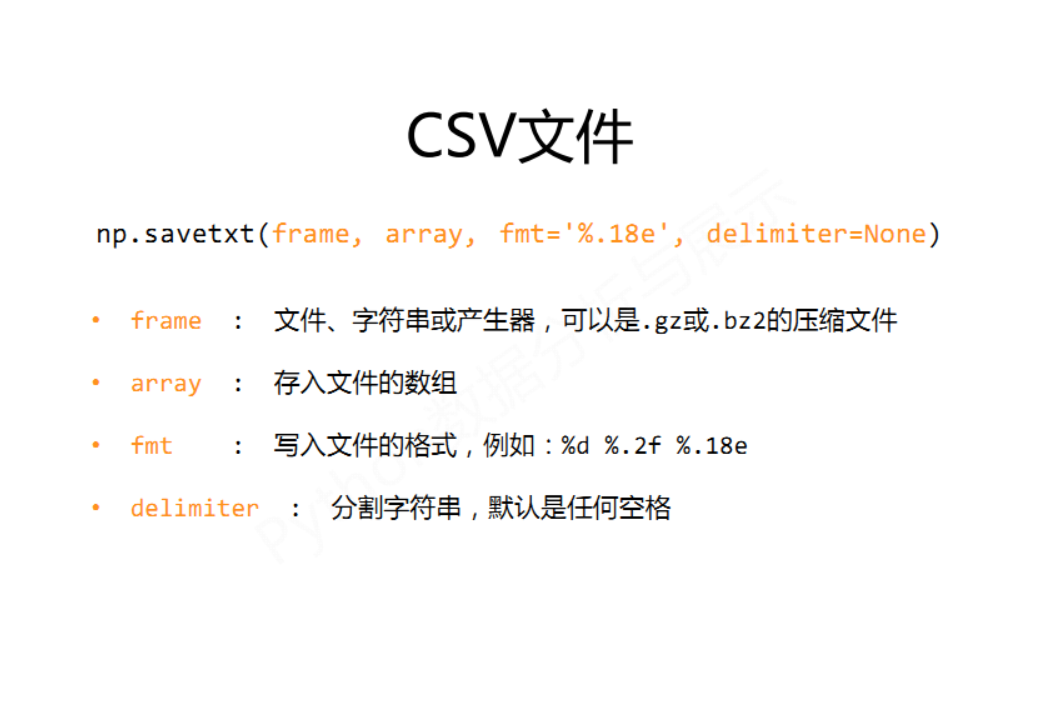 CSV文件
np.savetxt(frame, array, fmt='%.18e', delimiter=None)
• frame : 文件、字符串或产生器，可以是.gz或.bz2的压缩文件
• array : 存入文件的数组
• fmt : 写入文件的格式，例如：%d %.2f %.18e
• delimiter : 分割字符串，默认是任何空格
Python数据分析与展示